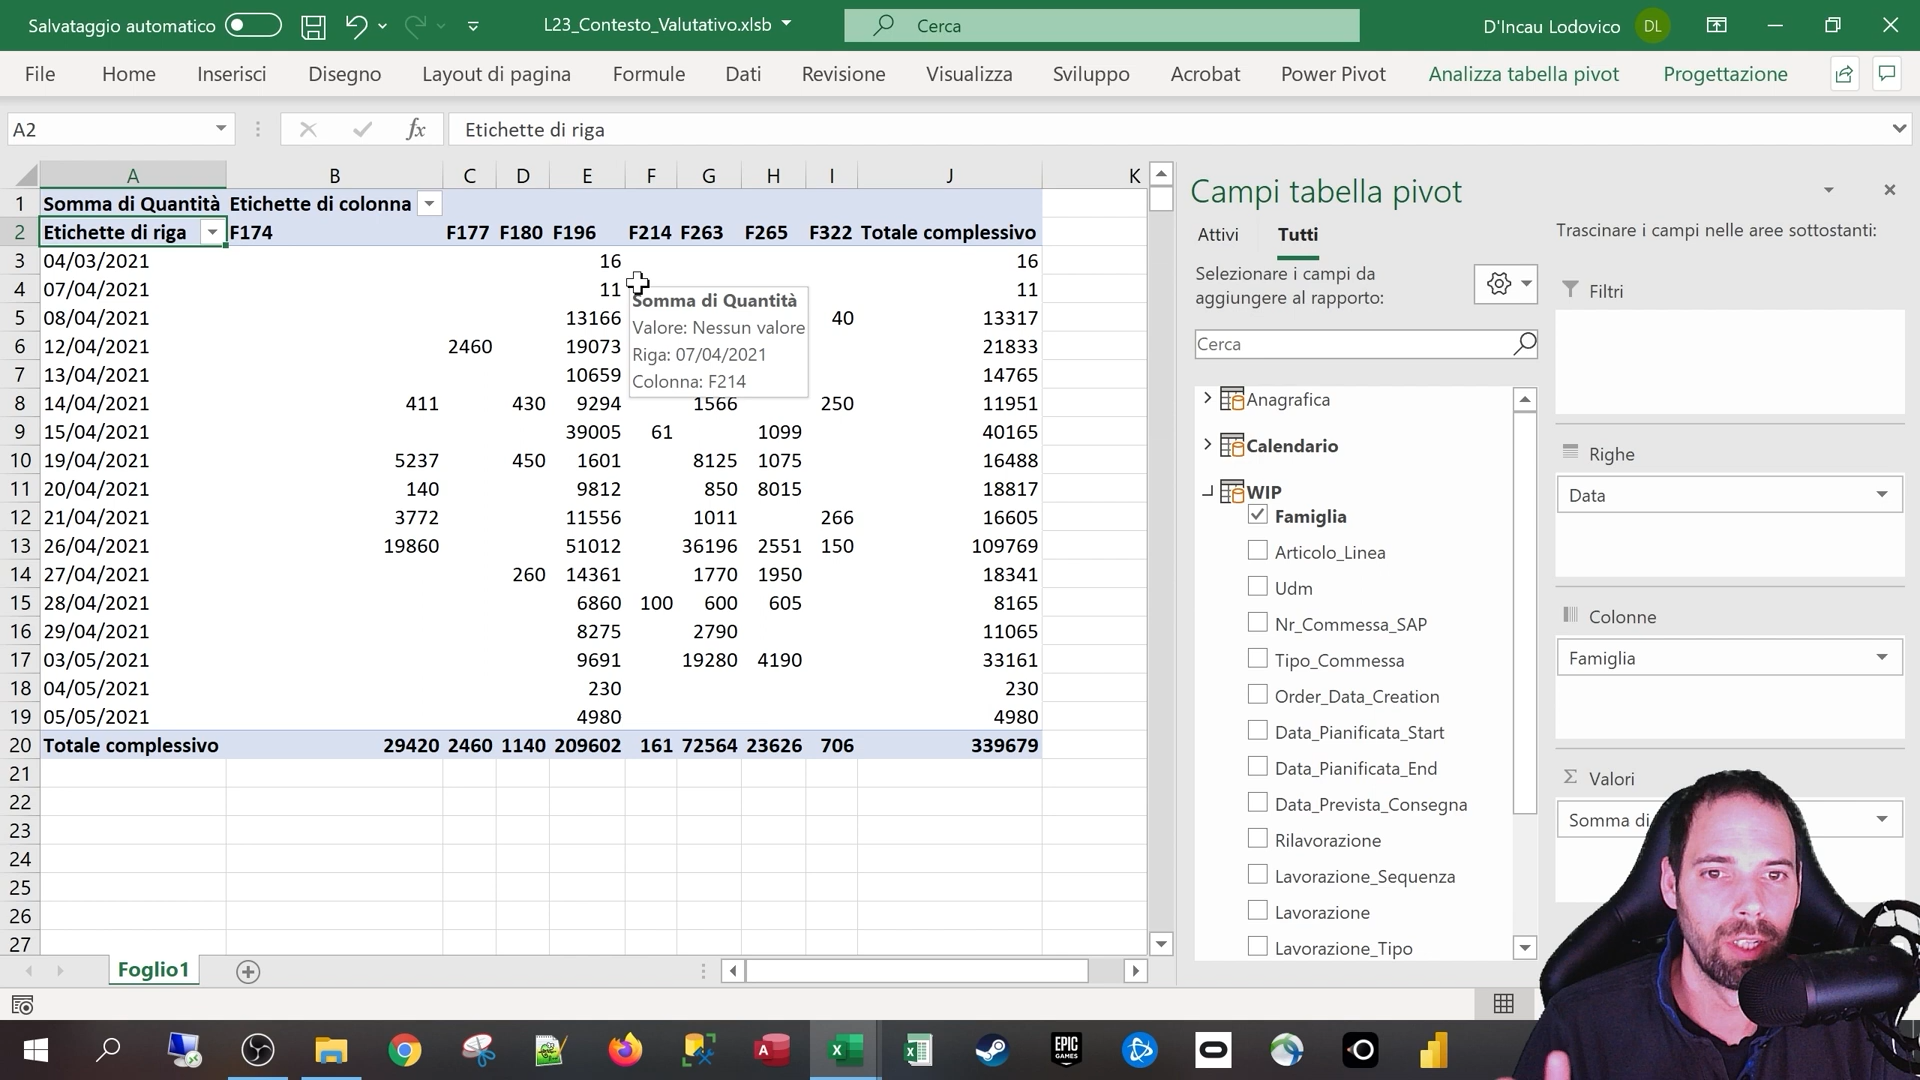 Salvataggio automatico
L23_Contesto_Valutativo.xlsb
Cerca
D'Incau Lodovico DL
File Home Inserisci Disegno Layout di pagina Formule Dati Revisione Visualizza Sviluppo Acrobat Power Pivot Analizza tabella pivot Progettazione
A2 fx Etichette di riga
A B C D E F G H I J K
1 Somma di Quantità Etichette di colonna
2 Etichette di riga F174 F177 F180 F196 F214 F263 F265 F322 Totale complessivo
3 04/03/2021 16 16
4 07/04/2021 11 11
5 08/04/2021 13166 40 13317
6 12/04/2021 2460 19073 21833
7 13/04/2021 10659 14765
8 14/04/2021 411 430 9294 1566 250 11951
9 15/04/2021 39005 61 1099 40165
10 19/04/2021 5237 450 1601 8125 1075 16488
11 20/04/2021 140 9812 850 8015 18817
12 21/04/2021 3772 11556 1011 266 16605
13 26/04/2021 19860 51012 36196 2551 150 109769
14 27/04/2021 260 14361 1770 1950 18341
15 28/04/2021 6860 100 600 605 8165
16 29/04/2021 8275 2790 11065
17 03/05/2021 9691 19280 4190 33161
18 04/05/2021 230 230
19 05/05/2021 4980 4980
20 Totale complessivo 29420 2460 1140 209602 161 72564 23626 706 339679
21
22
23
24
25
26
27
Somma di Quantità
Valore: Nessun valore
Riga: 07/04/2021
Colonna: F214
Foglio1
Campi tabella pivot
Attivi Tutti
Selezionare i campi da
aggiungere al rapporto:
Cerca
Anagrafica
Calendario
WIP
Famiglia
Articolo_Linea
Udm
Nr_Commessa_SAP
Tipo_Commessa
Order_Data_Creation
Data_Pianificata_Start
Data_Pianificata_End
Data_Prevista_Consegna
Rilavorazione
Lavorazione_Sequenza
Lavorazione
Lavorazione_Tipo
Trascinare i campi nelle aree sottostanti:
Filtri
Righe
Data
Colonne
Famiglia
Σ Valori
Somma di
EPIC
GAMES